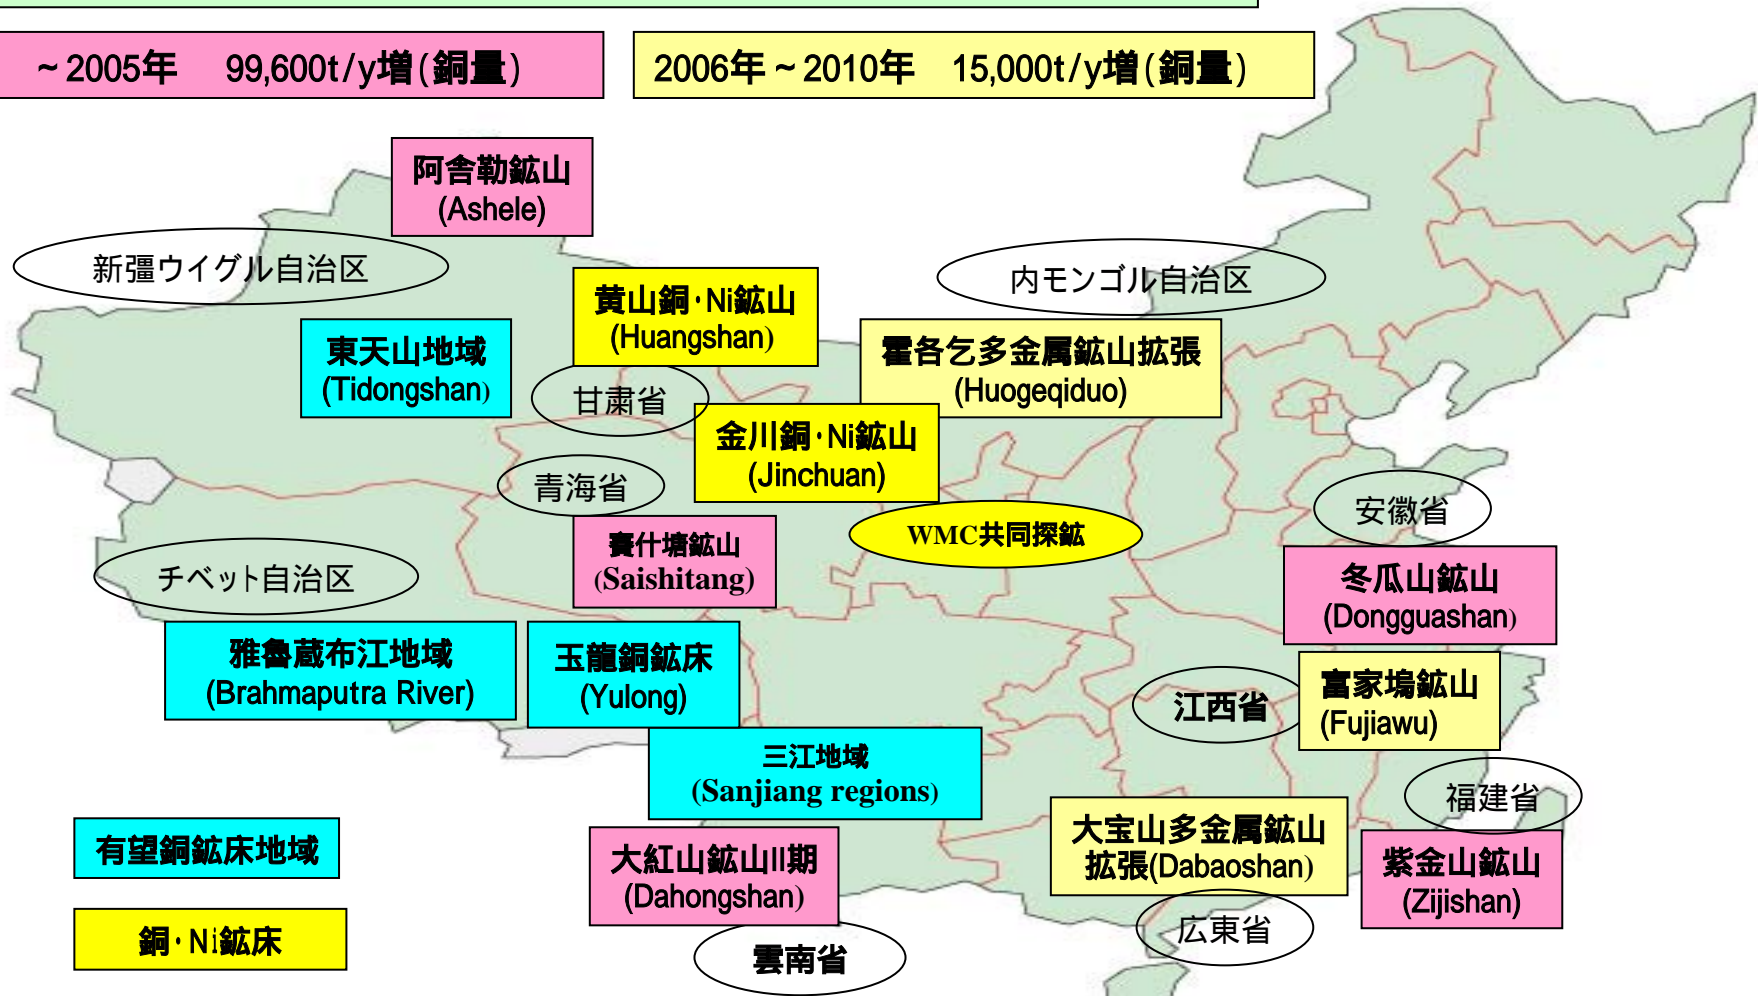 ~2005年 99,600t/y増(銅量)
2006年~2010年 15,000t/y増(銅量)
阿舎勒鉱山
(Ashele)
新彊ウイグル自治区
黄山銅・Ni鉱山
(Huangshan)
内モンゴル自治区
東天山地域
(Tidongshan)
甘粛省
霍各乞多金属鉱山拡張
(Huogeqiduo)
金川銅・Ni鉱山
(Jinchuan)
青海省
安徽省
WMC共同探鉱
賽什塘鉱山
(Saishitang)
チベット自治区
冬瓜山鉱山
(Dongguashan)
雅魯蔵布江地域
(Brahmaputra River)
玉龍銅鉱床
(Yulong)
江西省
富家塢鉱山
(Fujiawu)
三江地域
(Sanjiang regions)
福建省
有望銅鉱床地域
大紅山鉱山II期
(Dahongshan)
大宝山多金属鉱山
拡張(Dabaoshan)
紫金山鉱山
(Zijishan)
銅・Ni鉱床
雲南省
広東省